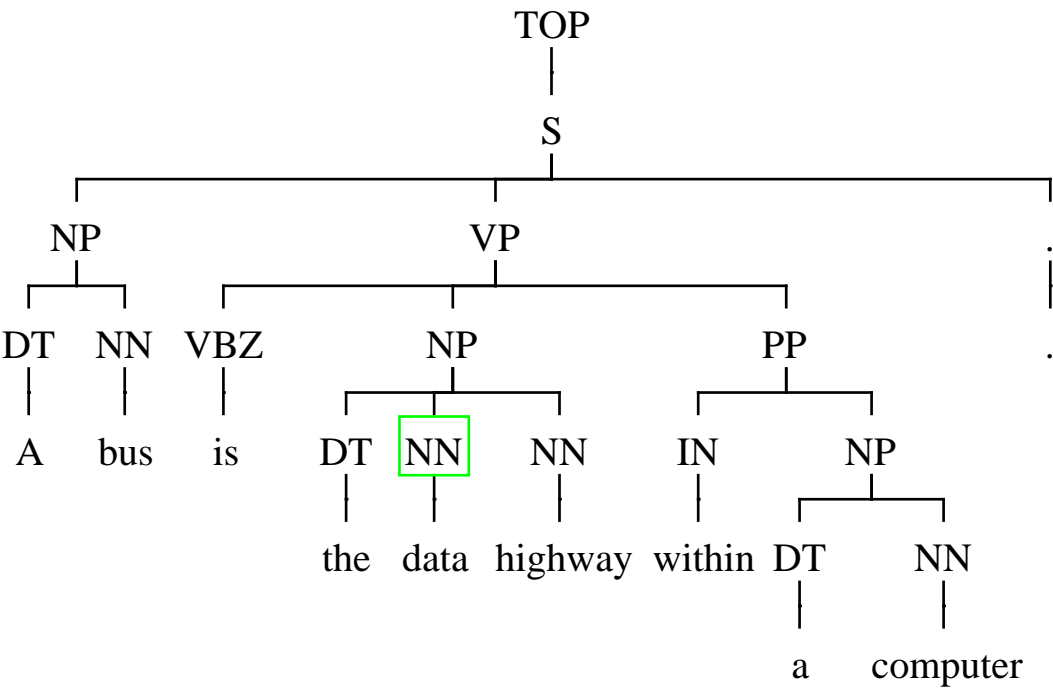 TOP
S
NP VP .
DT NN VBZ NP PP .
A bus is DT NN NN IN NP
the data highway within DT NN
a computer